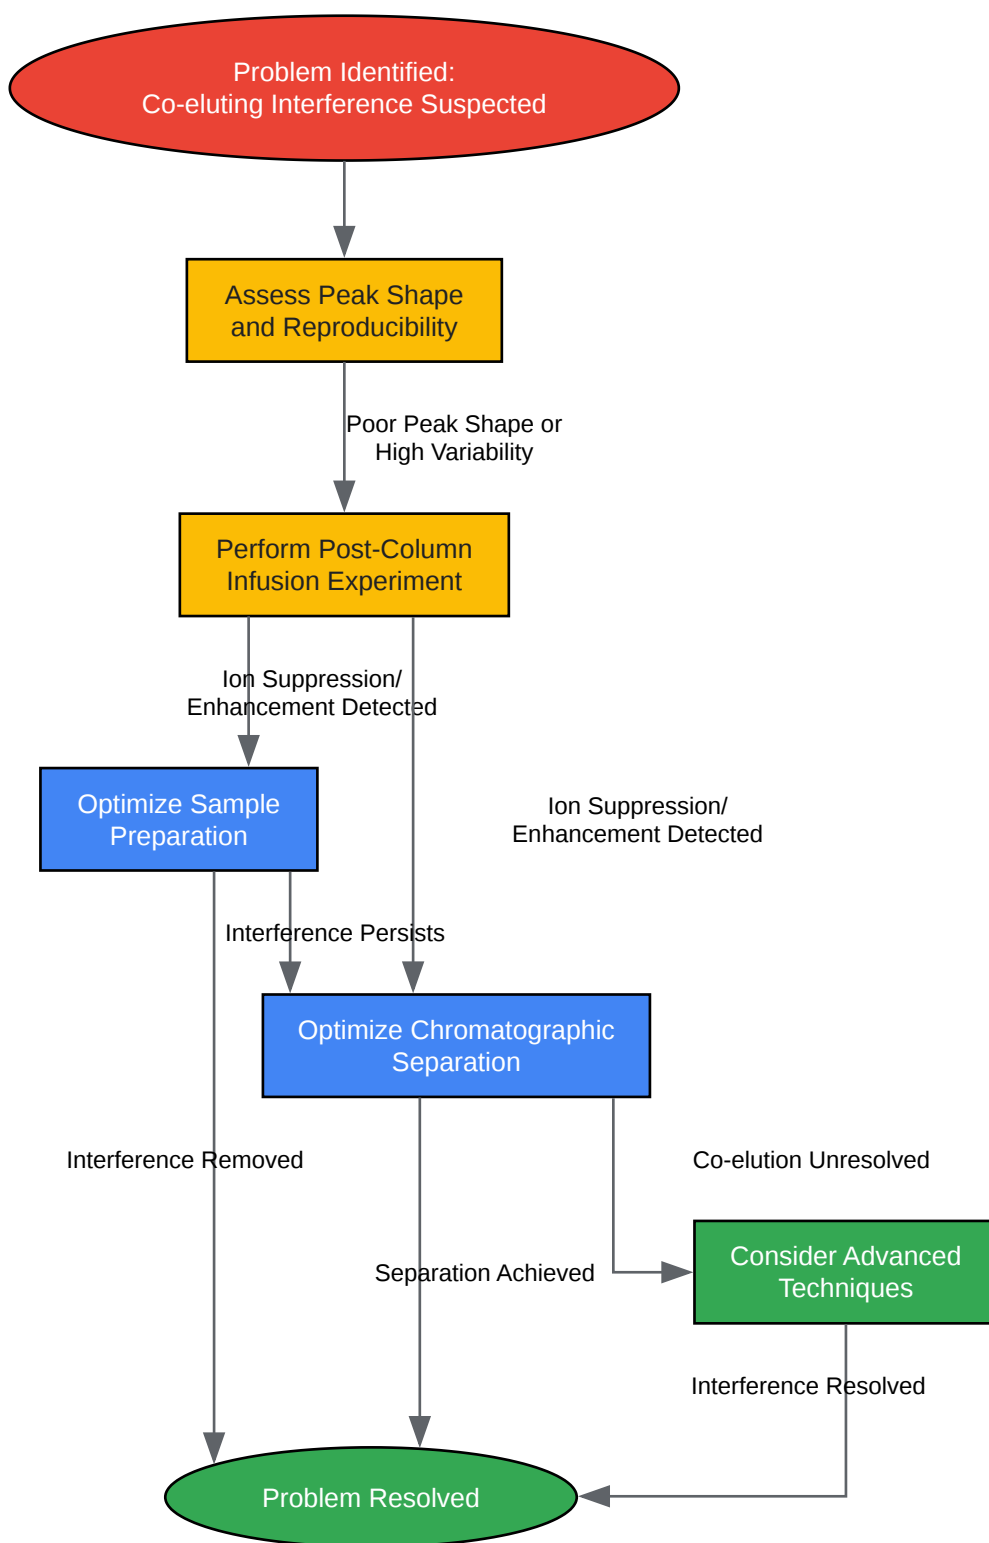 Problem Identified:
Co-eluting Interference Suspected
Assess Peak Shape
and Reproducibility
Poor Peak Shape or
High Variability
Perform Post-Column
Infusion Experiment
Ion Suppression/
Enhancement Detected
Optimize Sample
Preparation
Ion Suppression/
Enhancement Detected
Interference Persists
Optimize Chromatographic
Separation
Interference Removed
Co-elution Unresolved
Separation Achieved
Consider Advanced
Techniques
Interference Resolved
Problem Resolved